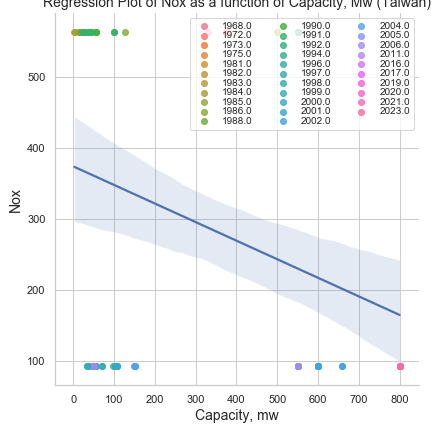 Regression Plot of Nox as a function of Capacity, Mw (Taiwan)
1968.0 1990.0 2004.0
1972.0 1991.0 2005.0
1973.0 1992.0 2006.0
1975.0 1994.0 2011.0
1981.0 1996.0 2016.0
1982.0 1997.0 2017.0
1983.0 1998.0 2019.0
1984.0 1999.0 2020.0
1985.0 2000.0 2021.0
1986.0 2001.0 2023.0
1988.0 2002.0
500
400
300
200
100
Nox
0 100 200 300 400 500 600 700 800
Capacity, mw